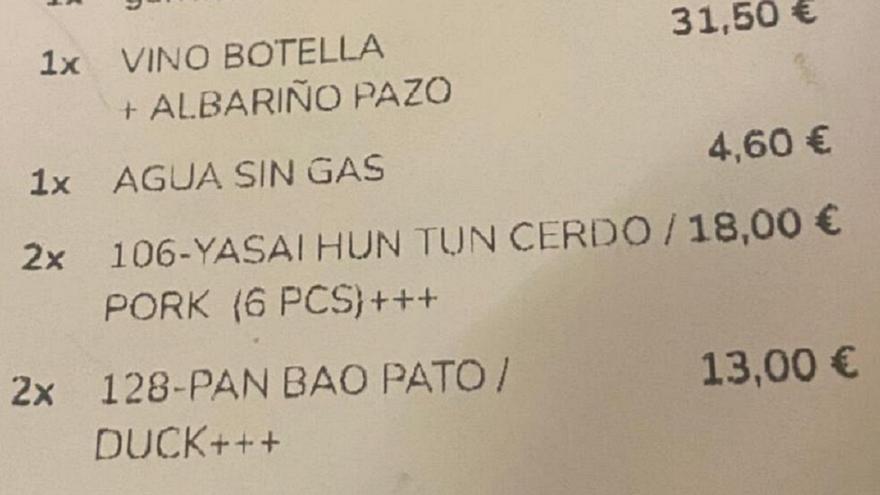 1x VINO BOTELLA 31,50 €
+ ALBARIÑO PAZO
1x AGUA SIN GAS 4,60 €
2x 106-YASAI HUN TUN CERDO / 18,00 €
PORK (6 PCS)+++
2x 128-PAN BAO PATO / 13,00 €
DUCK+++